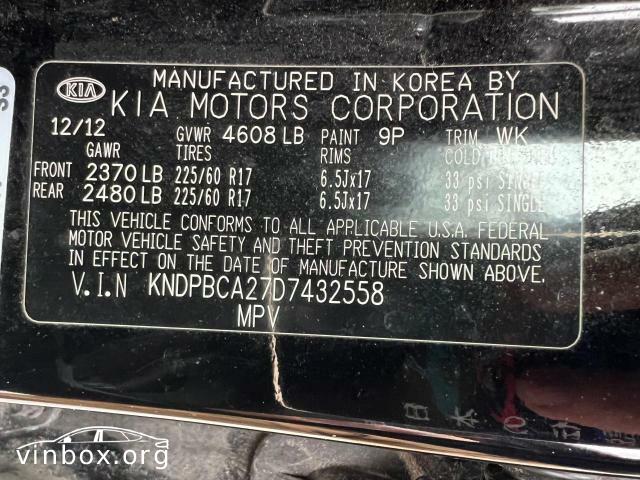 KIA
MANUFACTURED IN KOREA BY
KIA MOTORS CORPORATION
12/12 GVWR 4608 LB PAINT 9P TRIM WK
GAWR TIRES RIMS COLD
FRONT 2370 LB 225/60 R17 6.5Jx17 33 psi SINGLE
REAR 2480 LB 225/60 R17 6.5Jx17 33 psi SINGLE
THIS VEHICLE CONFORMS TO ALL APPLICABLE U.S.A. FEDERAL
MOTOR VEHICLE SAFETY AND THEFT PREVENTION STANDARDS
IN EFFECT ON THE DATE OF MANUFACTURE SHOWN ABOVE.
V.I.N KNDPBCA27D7432558
MPV
vinbox.org